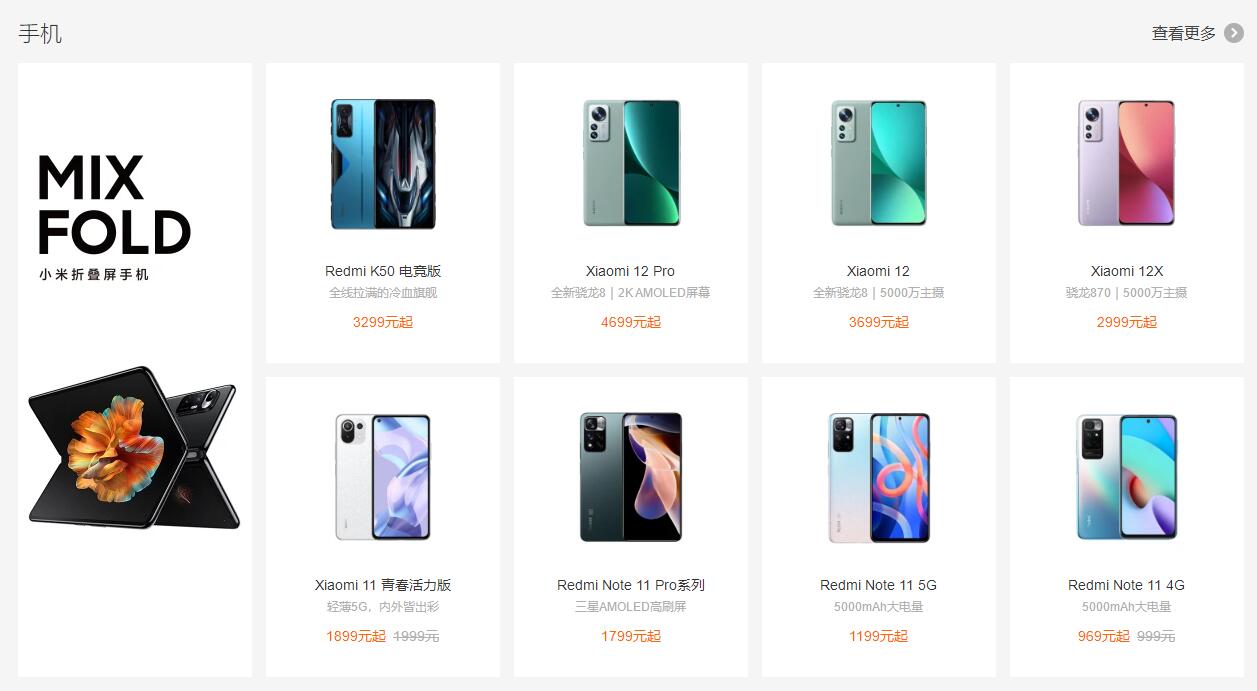 手机
查看更多
MIX
FOLD
小米折叠屏手机
Redmi K50 电竞版
全线拉满的冷血旗舰
3299元起
Xiaomi 12 Pro
全新骁龙8｜2K AMOLED屏幕
4699元起
Xiaomi 12
全新骁龙8｜5000万主摄
3699元起
Xiaomi 12X
骁龙870｜5000万主摄
2999元起
Xiaomi 11 青春活力版
轻薄5G，内外皆出彩
1899元起 1999元
Redmi Note 11 Pro系列
三星AMOLED高刷屏
1799元起
Redmi Note 11 5G
5000mAh大电量
1199元起
Redmi Note 11 4G
5000mAh大电量
969元起 999元